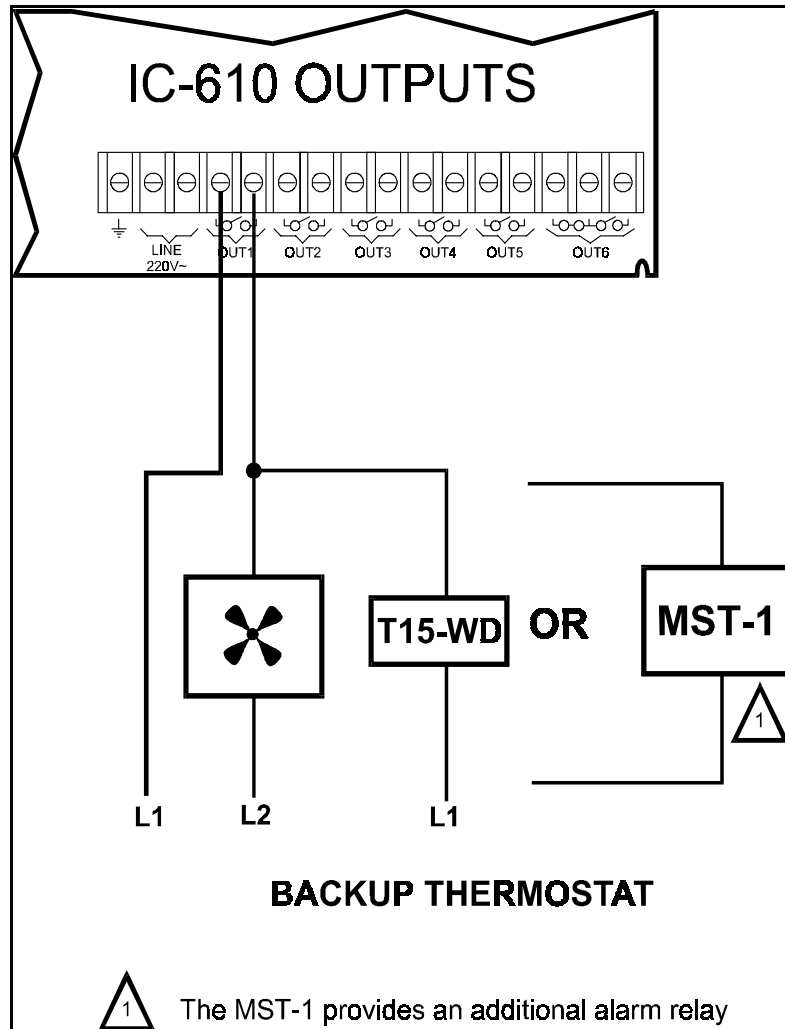 IC-610 OUTPUTS
LINE
220V~
OUT1
OUT2
OUT3
OUT4
OUT5
OUT6
T15-WD
OR
MST-1
1
L1
L2
L1
BACKUP THERMOSTAT
1 The MST-1 provides an additional alarm relay